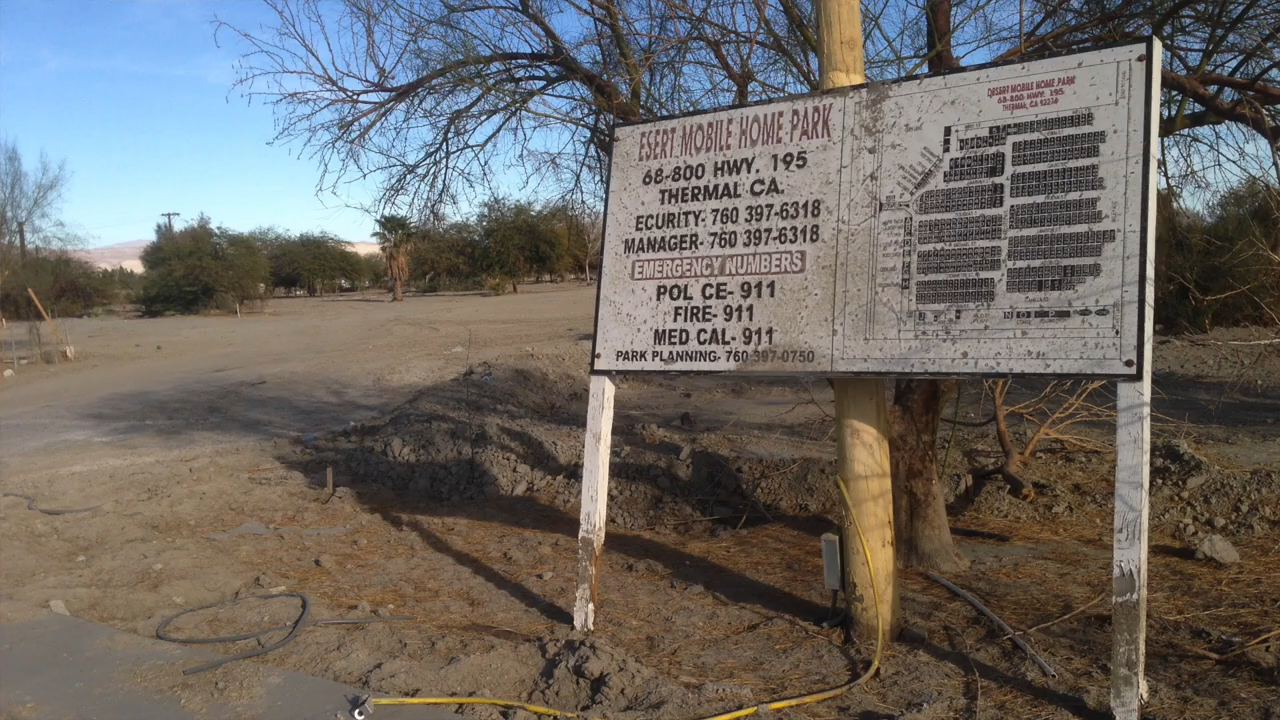 ESERT MOBILE HOME PARK
68-800 HWY. 195
THERMAL CA.
ECURITY: 760 397-6318
MANAGER- 760 397-6318
EMERGENCY NUMBERS
POL CE- 911
FIRE- 911
MED CAL- 911
PARK PLANNING- 760 397-0750
DESERT MOBILE HOME PARK
68-800 HWY. 195
THERMAL, CA 92274